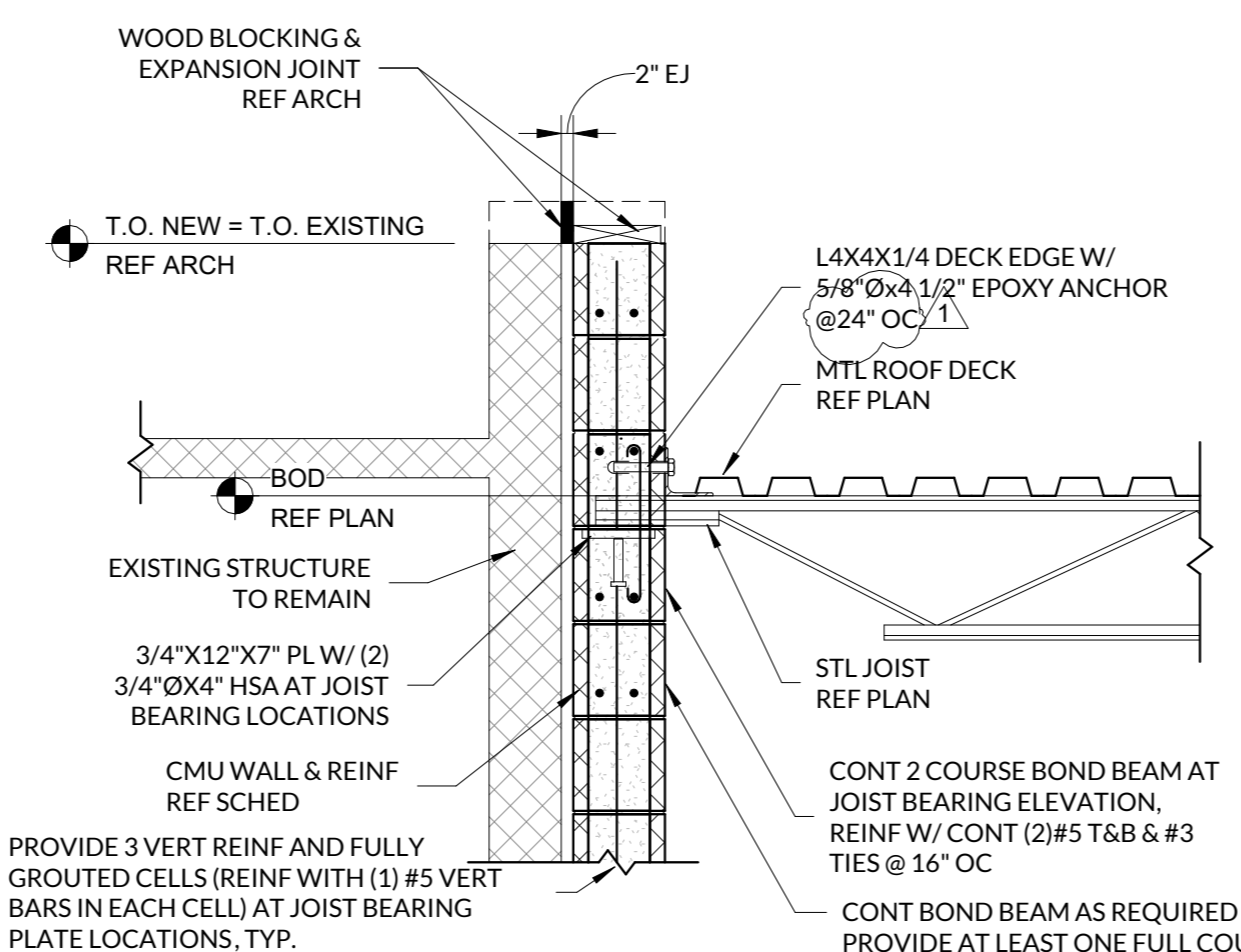 WOOD BLOCKING &
EXPANSION JOINT
REF ARCH
2" EJ
T.O. NEW = T.O. EXISTING
REF ARCH
L4X4X1/4 DECK EDGE W/
5/8"Øx4 1/2" EPOXY ANCHOR
@24" OC
1
MTL ROOF DECK
REF PLAN
BOD
REF PLAN
EXISTING STRUCTURE
TO REMAIN
3/4"X12"X7" PL W/ (2)
3/4"ØX4" HSA AT JOIST
BEARING LOCATIONS
STL JOIST
REF PLAN
CMU WALL & REINF
REF SCHED
CONT 2 COURSE BOND BEAM AT
JOIST BEARING ELEVATION,
REINF W/ CONT (2)#5 T&B & #3
TIES @ 16" OC
PROVIDE 3 VERT REINF AND FULLY
GROUTED CELLS (REINF WITH (1) #5 VERT
BARS IN EACH CELL) AT JOIST BEARING
PLATE LOCATIONS, TYP.
CONT BOND BEAM AS REQUIRED
PROVIDE AT LEAST ONE FULL